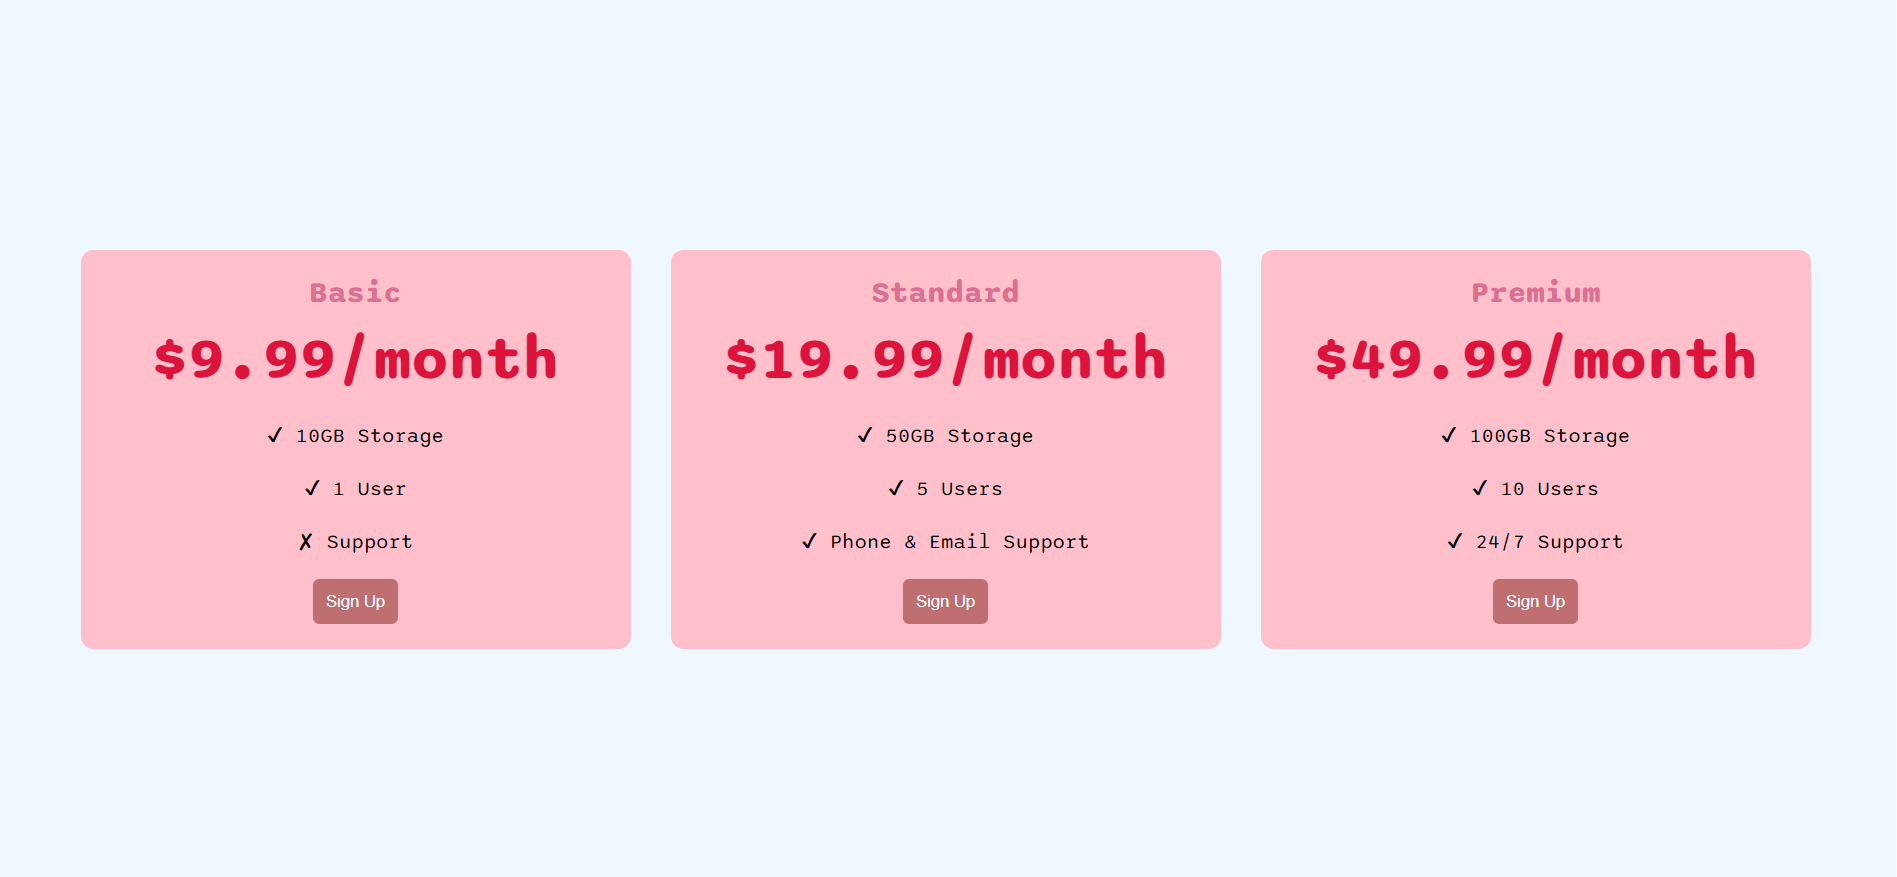 Basic
$9.99/month
✓ 10GB Storage
✓ 1 User
✗ Support
Sign Up
Standard
$19.99/month
✓ 50GB Storage
✓ 5 Users
✓ Phone & Email Support
Sign Up
Premium
$49.99/month
✓ 100GB Storage
✓ 10 Users
✓ 24/7 Support
Sign Up